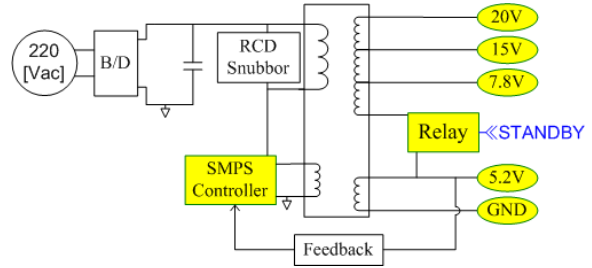 220
[Vac]
B/D
RCD
Snubbor
20V
15V
7.8V
Relay
STANDBY
SMPS
Controller
5.2V
GND
Feedback